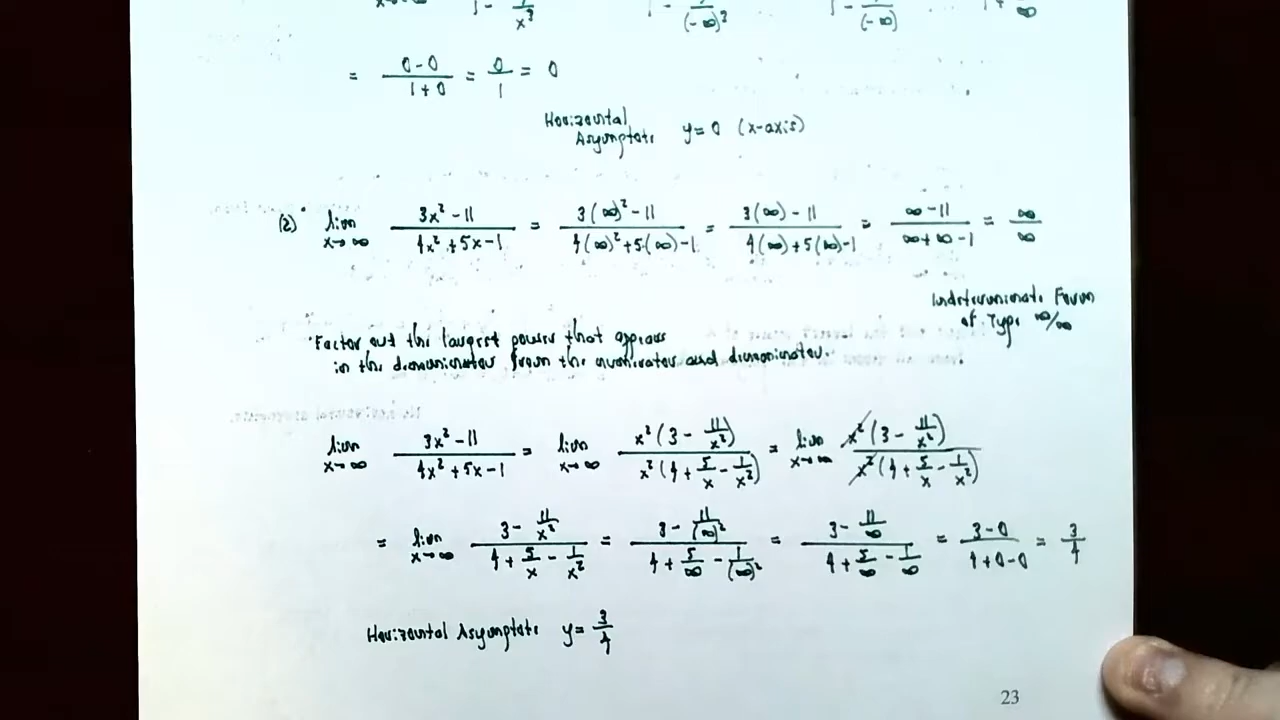 = (0-0)/(1+0) = 0/1 = 0
Horizontal
Asymptote y=0 (x-axis)
(2) lim x→∞ (3x²-11)/(4x²+5x-1) = (3(∞)²-11)/(4(∞)²+5(∞)-1) = (3(∞)-11)/(4(∞)+5(∞)-1) = (∞-11)/(∞+∞-1) = ∞/∞
Indeterminate Form
of Type ∞/∞
"Factor out the largest power that appears
in the denominator from the numerator and denominator."
lim x→∞ (3x²-11)/(4x²+5x-1) = lim x→∞ (x²(3-11/x²))/(x²(4+5/x-1/x²)) = lim x→∞ (x²(3-11/x²))/(x²(4+5/x-1/x²))
= lim x→∞ (3-11/x²)/(4+5/x-1/x²) = (3-11/(∞)²)/(4+5/∞-1/(∞)²) = (3-11/∞)/(4+5/∞-1/∞) = (3-0)/(4+0-0) = 3/4
Horizontal Asymptote y=3/4
23